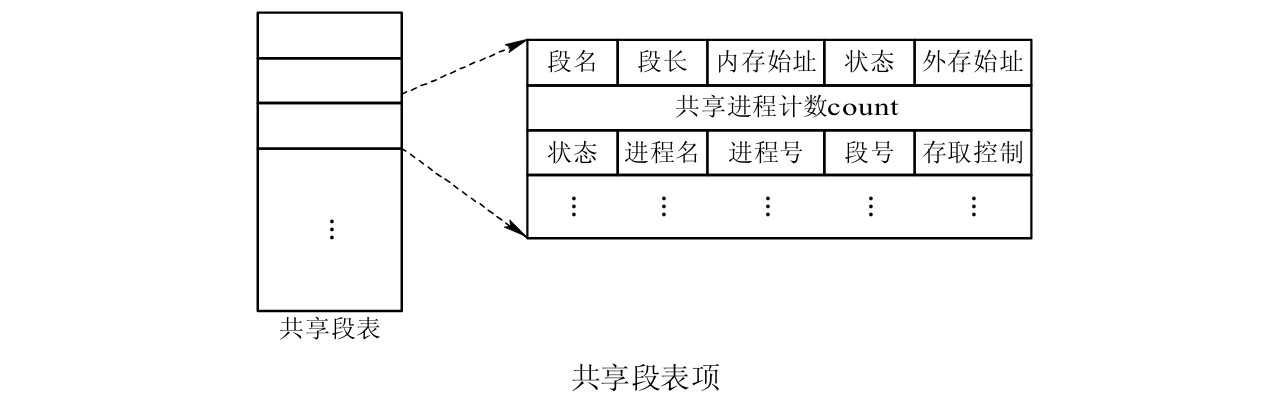 段名 段长 内存始址 状态 外存始址
共享进程计数count
状态 进程名 进程号 段号 存取控制
⋮ ⋮ ⋮ ⋮ ⋮
⋮
共享段表
共享段表项